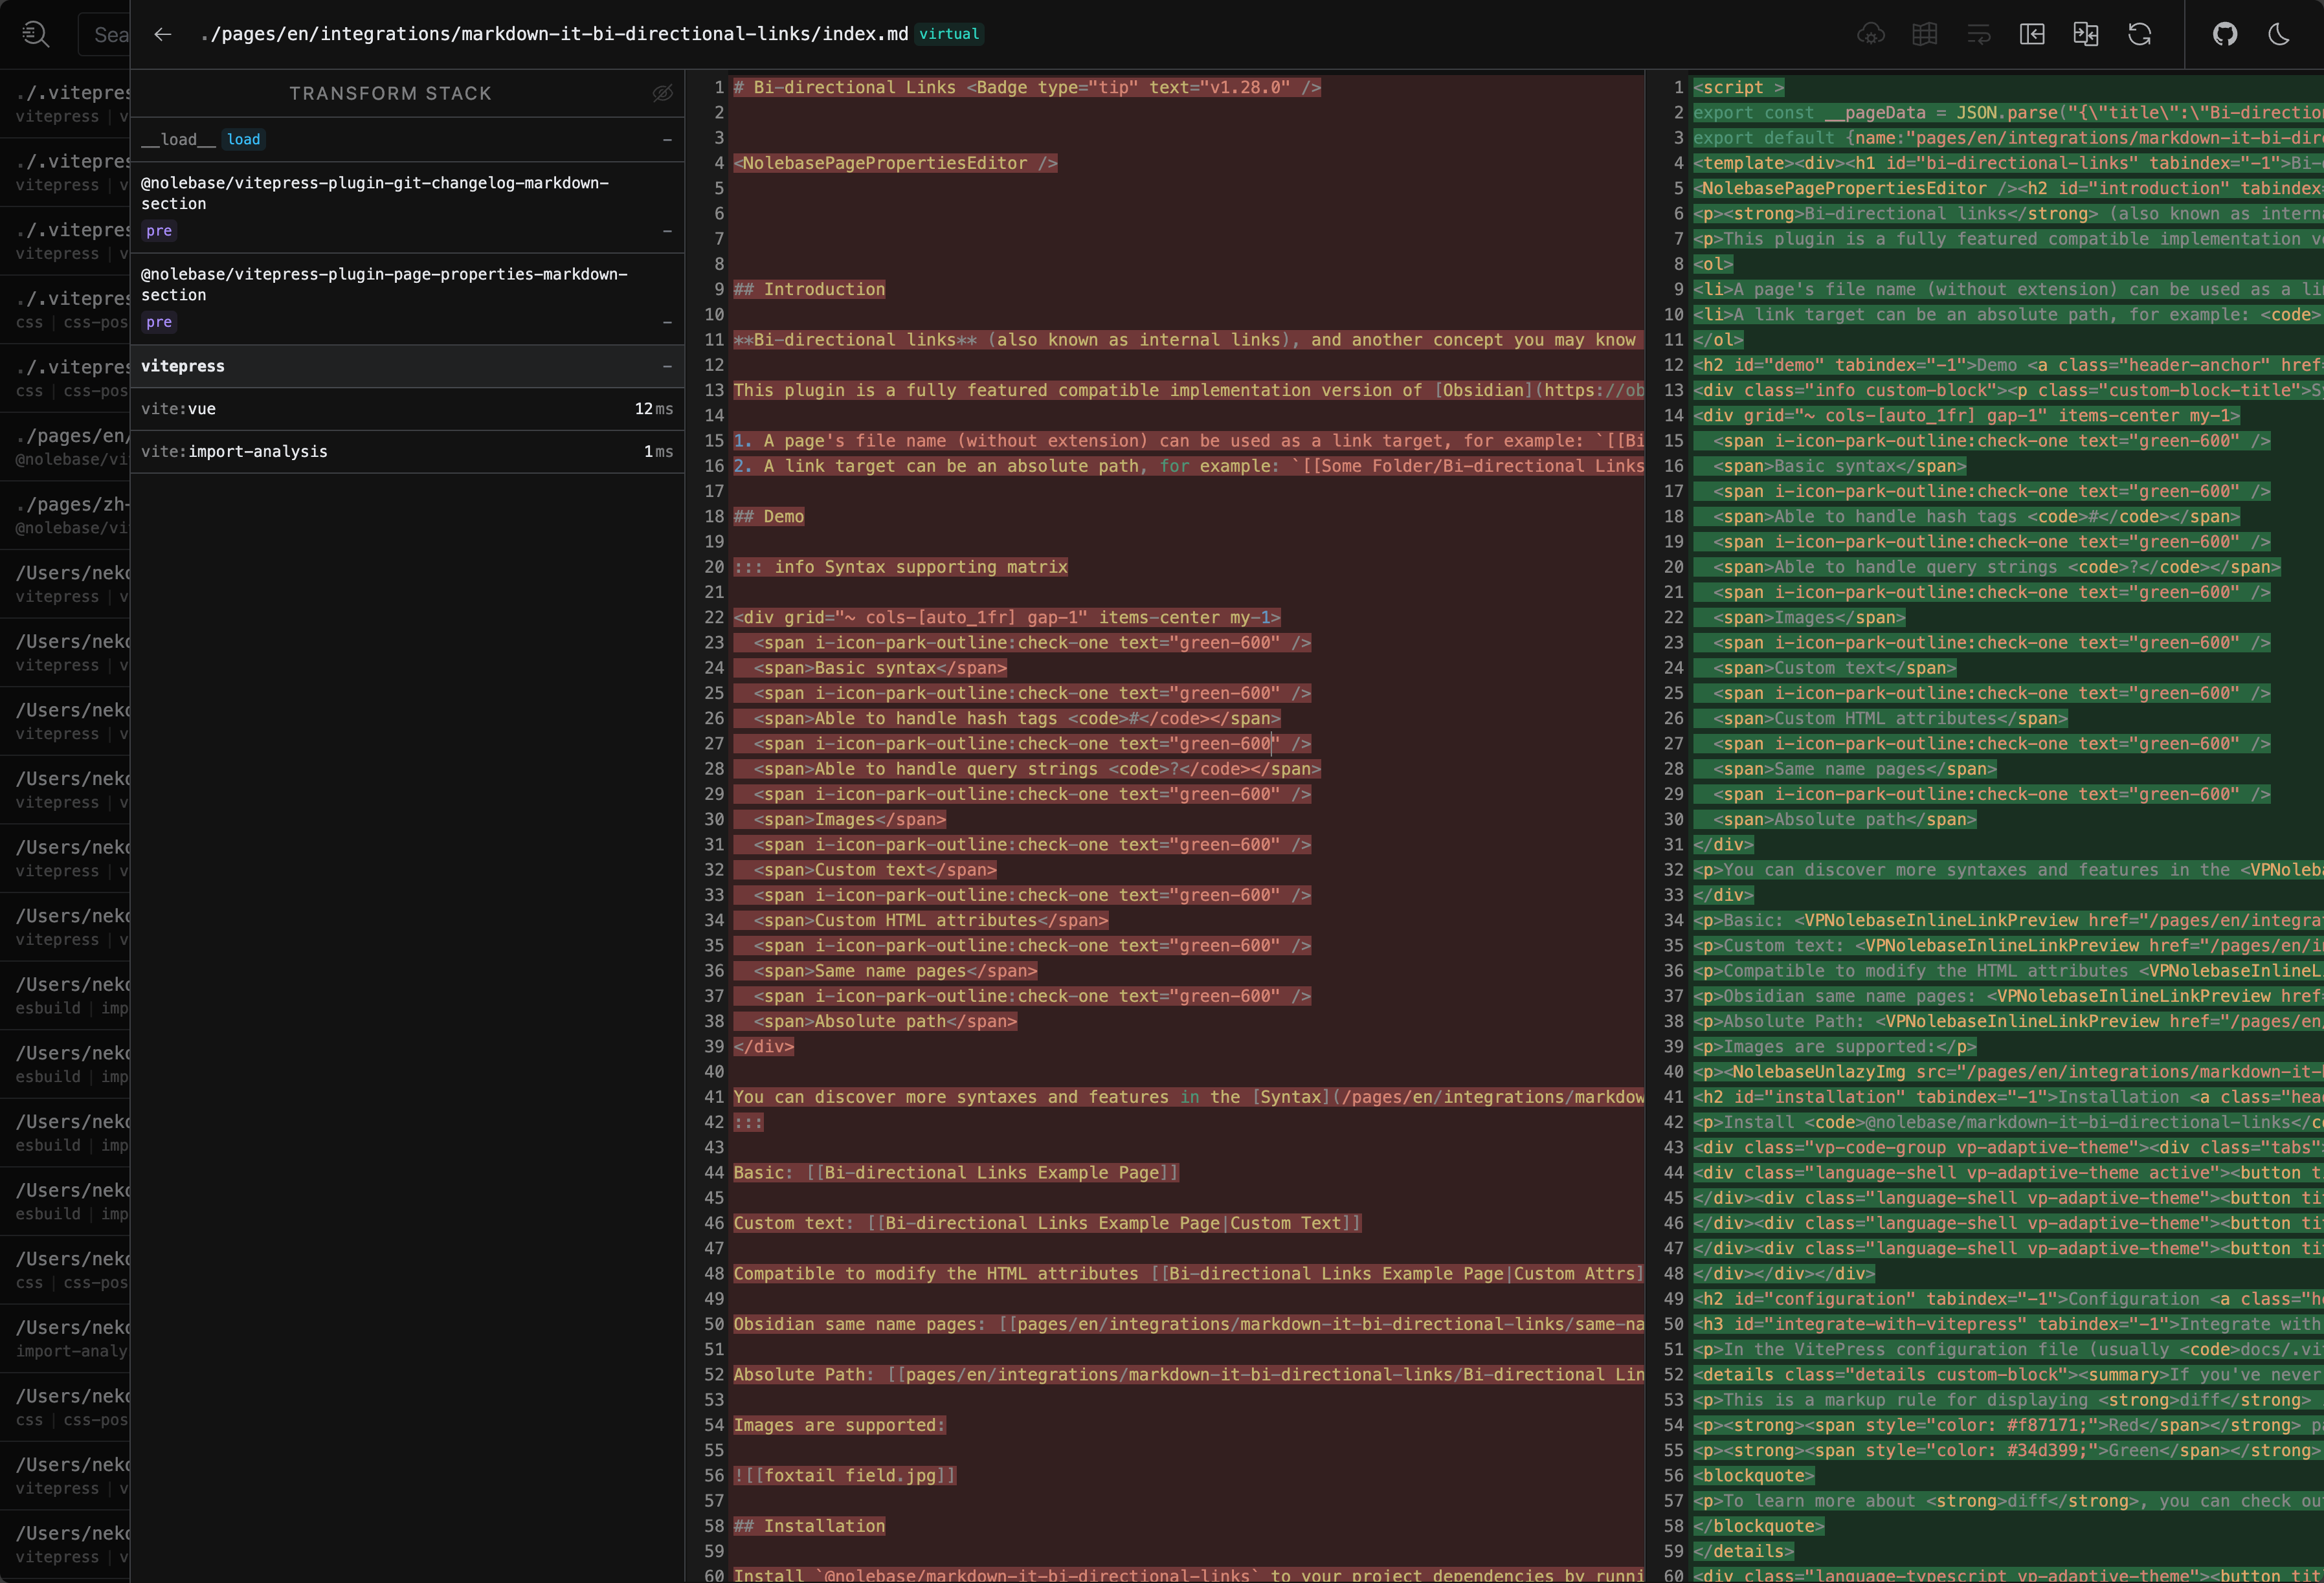 Sea
./pages/en/integrations/markdown-it-bi-directional-links/index.md virtual
./.vitepres
vitepress | v
./.vitepres
vitepress | v
./.vitepres
vitepress | v
./.vitepres
css | css-pos
./.vitepres
css | css-pos
./pages/en/
@nolebase/vi
./pages/zh-
@nolebase/vi
/Users/neko
vitepress | v
/Users/neko
vitepress | v
/Users/neko
vitepress | v
/Users/neko
vitepress | v
/Users/neko
vitepress | v
/Users/neko
vitepress | v
/Users/neko
esbuild | imp
/Users/neko
esbuild | imp
/Users/neko
esbuild | imp
/Users/neko
esbuild | imp
/Users/neko
css | css-pos
/Users/neko
import-analy
/Users/neko
css | css-pos
/Users/neko
vitepress | v
/Users/neko
vitepress | v
TRANSFORM STACK
__load__ load –
@nolebase/vitepress-plugin-git-changelog-markdown-
section
pre –
@nolebase/vitepress-plugin-page-properties-markdown-
section
pre –
vitepress –
vite:vue 12ms
vite:import-analysis 1ms
1 # Bi-directional Links <Badge type="tip" text="v1.28.0" />
2
3
4 <NolebasePagePropertiesEditor />
5
6
7
8
9 ## Introduction
10
11 **Bi-directional links** (also known as internal links), and another concept you may know
12
13 This plugin is a fully featured compatible implementation version of [Obsidian](https://ob
14
15 1. A page's file name (without extension) can be used as a link target, for example: `[[Bi
16 2. A link target can be an absolute path, for example: `[[Some Folder/Bi-directional Links
17
18 ## Demo
19
20 ::: info Syntax supporting matrix
21
22 <div grid="~ cols-[auto_1fr] gap-1" items-center my-1>
23 <span i-icon-park-outline:check-one text="green-600" />
24 <span>Basic syntax</span>
25 <span i-icon-park-outline:check-one text="green-600" />
26 <span>Able to handle hash tags <code>#</code></span>
27 <span i-icon-park-outline:check-one text="green-600" />
28 <span>Able to handle query strings <code>?</code></span>
29 <span i-icon-park-outline:check-one text="green-600" />
30 <span>Images</span>
31 <span i-icon-park-outline:check-one text="green-600" />
32 <span>Custom text</span>
33 <span i-icon-park-outline:check-one text="green-600" />
34 <span>Custom HTML attributes</span>
35 <span i-icon-park-outline:check-one text="green-600" />
36 <span>Same name pages</span>
37 <span i-icon-park-outline:check-one text="green-600" />
38 <span>Absolute path</span>
39 </div>
40
41 You can discover more syntaxes and features in the [Syntax](/pages/en/integrations/markdow
42 :::
43
44 Basic: [[Bi-directional Links Example Page]]
45
46 Custom text: [[Bi-directional Links Example Page|Custom Text]]
47
48 Compatible to modify the HTML attributes [[Bi-directional Links Example Page|Custom Attrs]
49
50 Obsidian same name pages: [[pages/en/integrations/markdown-it-bi-directional-links/same-na
51
52 Absolute Path: [[pages/en/integrations/markdown-it-bi-directional-links/Bi-directional Lin
53
54 Images are supported:
55
56 ![[foxtail field.jpg]]
57
58 ## Installation
59
60 Install `@nolebase/markdown-it-bi-directional-links` to your project dependencies by runni
1 <script >
2 export const __pageData = JSON.parse("{\"title\":\"Bi-direction
3 export default {name:"pages/en/integrations/markdown-it-bi-dire
4 <template><div><h1 id="bi-directional-links" tabindex="-1">Bi-d
5 <NolebasePagePropertiesEditor /><h2 id="introduction" tabindex=
6 <p><strong>Bi-directional links</strong> (also known as interna
7 <p>This plugin is a fully featured compatible implementation ve
8 <ol>
9 <li>A page's file name (without extension) can be used as a lin
10 <li>A link target can be an absolute path, for example: <code>
11 </ol>
12 <h2 id="demo" tabindex="-1">Demo <a class="header-anchor" href=
13 <div class="info custom-block"><p class="custom-block-title">Sy
14 <div grid="~ cols-[auto_1fr] gap-1" items-center my-1>
15 <span i-icon-park-outline:check-one text="green-600" />
16 <span>Basic syntax</span>
17 <span i-icon-park-outline:check-one text="green-600" />
18 <span>Able to handle hash tags <code>#</code></span>
19 <span i-icon-park-outline:check-one text="green-600" />
20 <span>Able to handle query strings <code>?</code></span>
21 <span i-icon-park-outline:check-one text="green-600" />
22 <span>Images</span>
23 <span i-icon-park-outline:check-one text="green-600" />
24 <span>Custom text</span>
25 <span i-icon-park-outline:check-one text="green-600" />
26 <span>Custom HTML attributes</span>
27 <span i-icon-park-outline:check-one text="green-600" />
28 <span>Same name pages</span>
29 <span i-icon-park-outline:check-one text="green-600" />
30 <span>Absolute path</span>
31 </div>
32 <p>You can discover more syntaxes and features in the <VPNoleba
33 </div>
34 <p>Basic: <VPNolebaseInlineLinkPreview href="/pages/en/integrat
35 <p>Custom text: <VPNolebaseInlineLinkPreview href="/pages/en/in
36 <p>Compatible to modify the HTML attributes <VPNolebaseInlineL
37 <p>Obsidian same name pages: <VPNolebaseInlineLinkPreview href=
38 <p>Absolute Path: <VPNolebaseInlineLinkPreview href="/pages/en/
39 <p>Images are supported:</p>
40 <p><NolebaseUnlazyImg src="/pages/en/integrations/markdown-it-b
41 <h2 id="installation" tabindex="-1">Installation <a class="head
42 <p>Install <code>@nolebase/markdown-it-bi-directional-links</co
43 <div class="vp-code-group vp-adaptive-theme"><div class="tabs">
44 <div class="language-shell vp-adaptive-theme active"><button ti
45 </div><div class="language-shell vp-adaptive-theme"><button tit
46 </div><div class="language-shell vp-adaptive-theme"><button tit
47 </div><div class="language-shell vp-adaptive-theme"><button tit
48 </div></div></div>
49 <h2 id="configuration" tabindex="-1">Configuration <a class="he
50 <h3 id="integrate-with-vitepress" tabindex="-1">Integrate with
51 <p>In the VitePress configuration file (usually <code>docs/.vit
52 <details class="details custom-block"><summary>If you've never
53 <p>This is a markup rule for displaying <strong>diff</strong>
54 <p><strong><span style="color: #f87171;">Red</span></strong> pa
55 <p><strong><span style="color: #34d399;">Green</span></strong>
56 <blockquote>
57 <p>To learn more about <strong>diff</strong>, you can check out
58 </blockquote>
59 </details>
60 <div class="language-typescript vp-adaptive-theme"><button titl